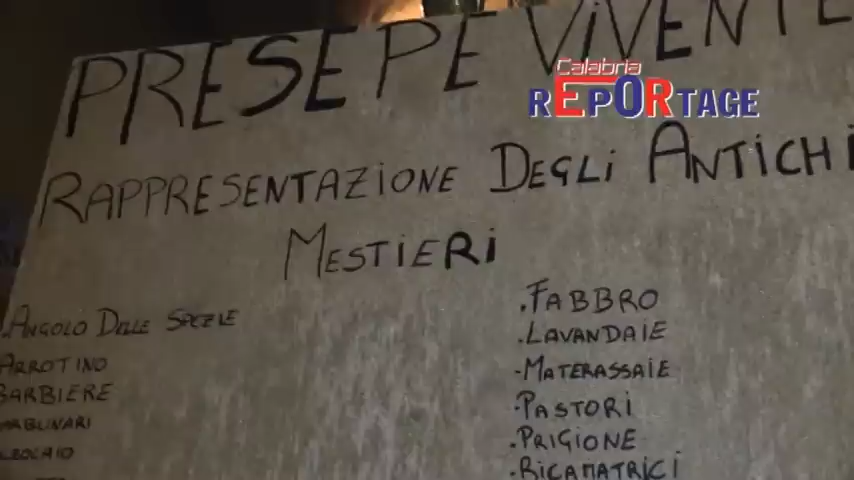 PRESEPE ViVENTE
Calabria
REPORTAGE
RAPPRESENTAZIONE DEGLi ANTICHi
MESTiERi
.ANGOLO DELLE SPEZIE
ARROTINO
BARBIERE
.FABBRO
.LAVANDAIE
-MATERASSAIE
-PASTORi
.PRIGIONE
.RICAMATRICi